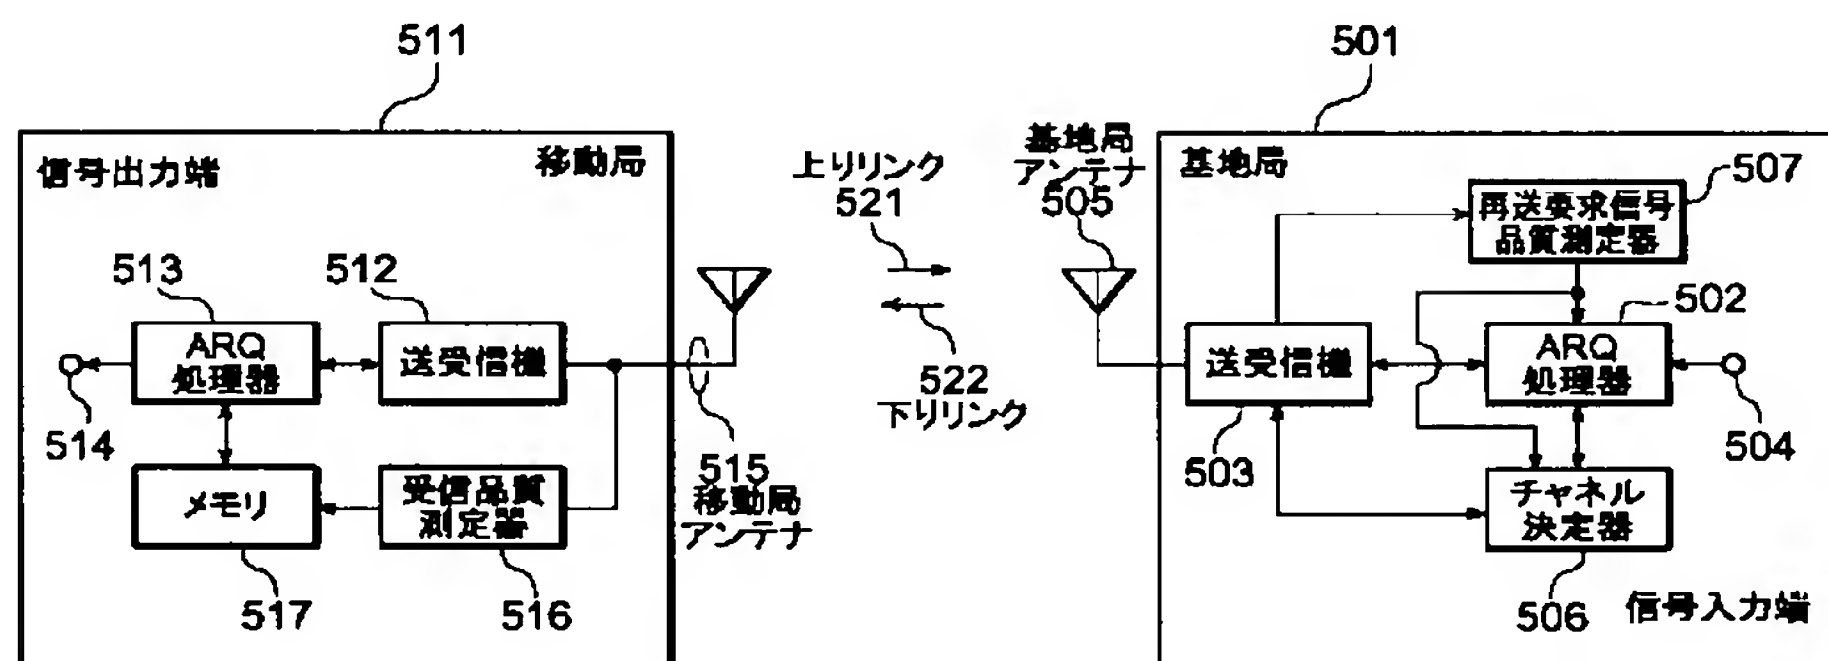 511
501
信号出力端
移動局
上りリンク
521
基地局
アンテナ
505
基地局
507
再送要求信号
品質測定器
513
512
502
ARQ
処理器
送受信機
送受信機
ARQ
処理器
514
522
下りリンク
503
504
メモリ
受信品質
測定器
515
移動局
アンテナ
チャネル
決定器
517
516
506
信号入力端